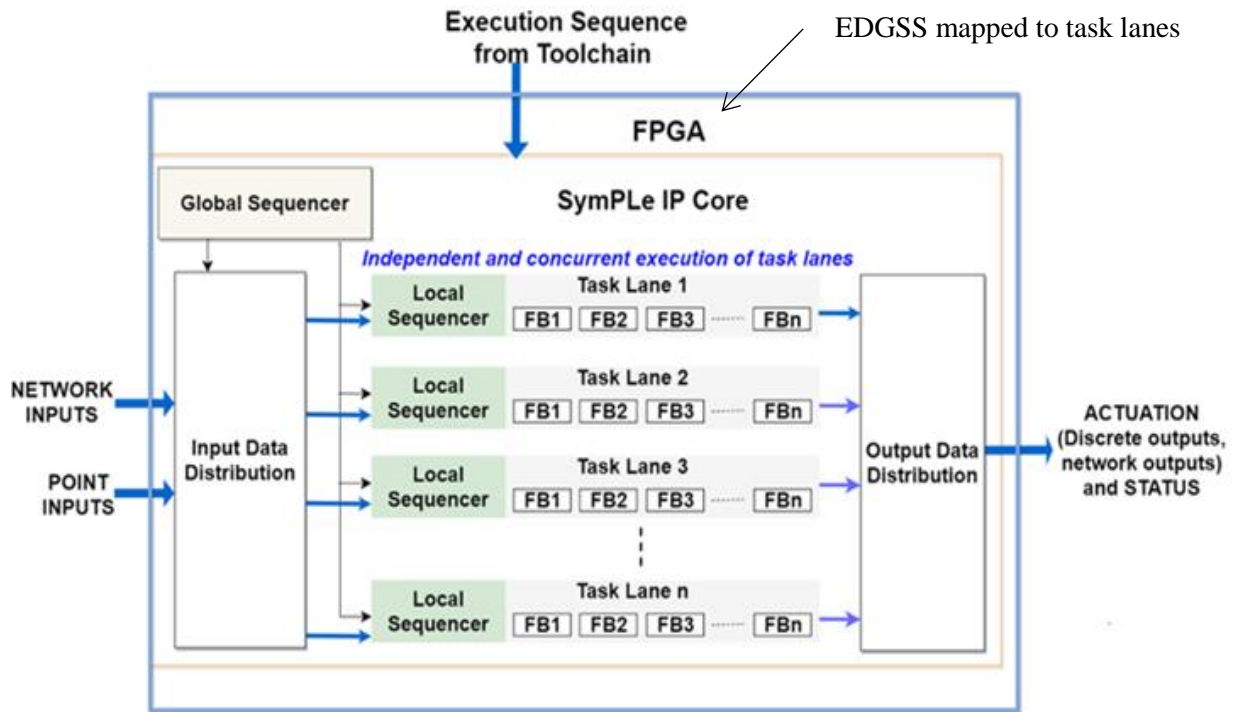 Execution Sequence
from Toolchain
EDGSS mapped to task lanes
FPGA
Global Sequencer
SymPLe IP Core
Independent and concurrent execution of task lanes
Local
Sequencer
Task Lane 1
FB1 FB2 FB3 ........ FBn
Local
Sequencer
Task Lane 2
FB1 FB2 FB3 ........ FBn
Local
Sequencer
Task Lane 3
FB1 FB2 FB3 ........ FBn
Local
Sequencer
Task Lane n
FB1 FB2 FB3 ........ FBn
NETWORK
INPUTS
POINT
INPUTS
Input Data
Distribution
Output Data
Distribution
ACTUATION
(Discrete outputs,
network outputs)
and STATUS